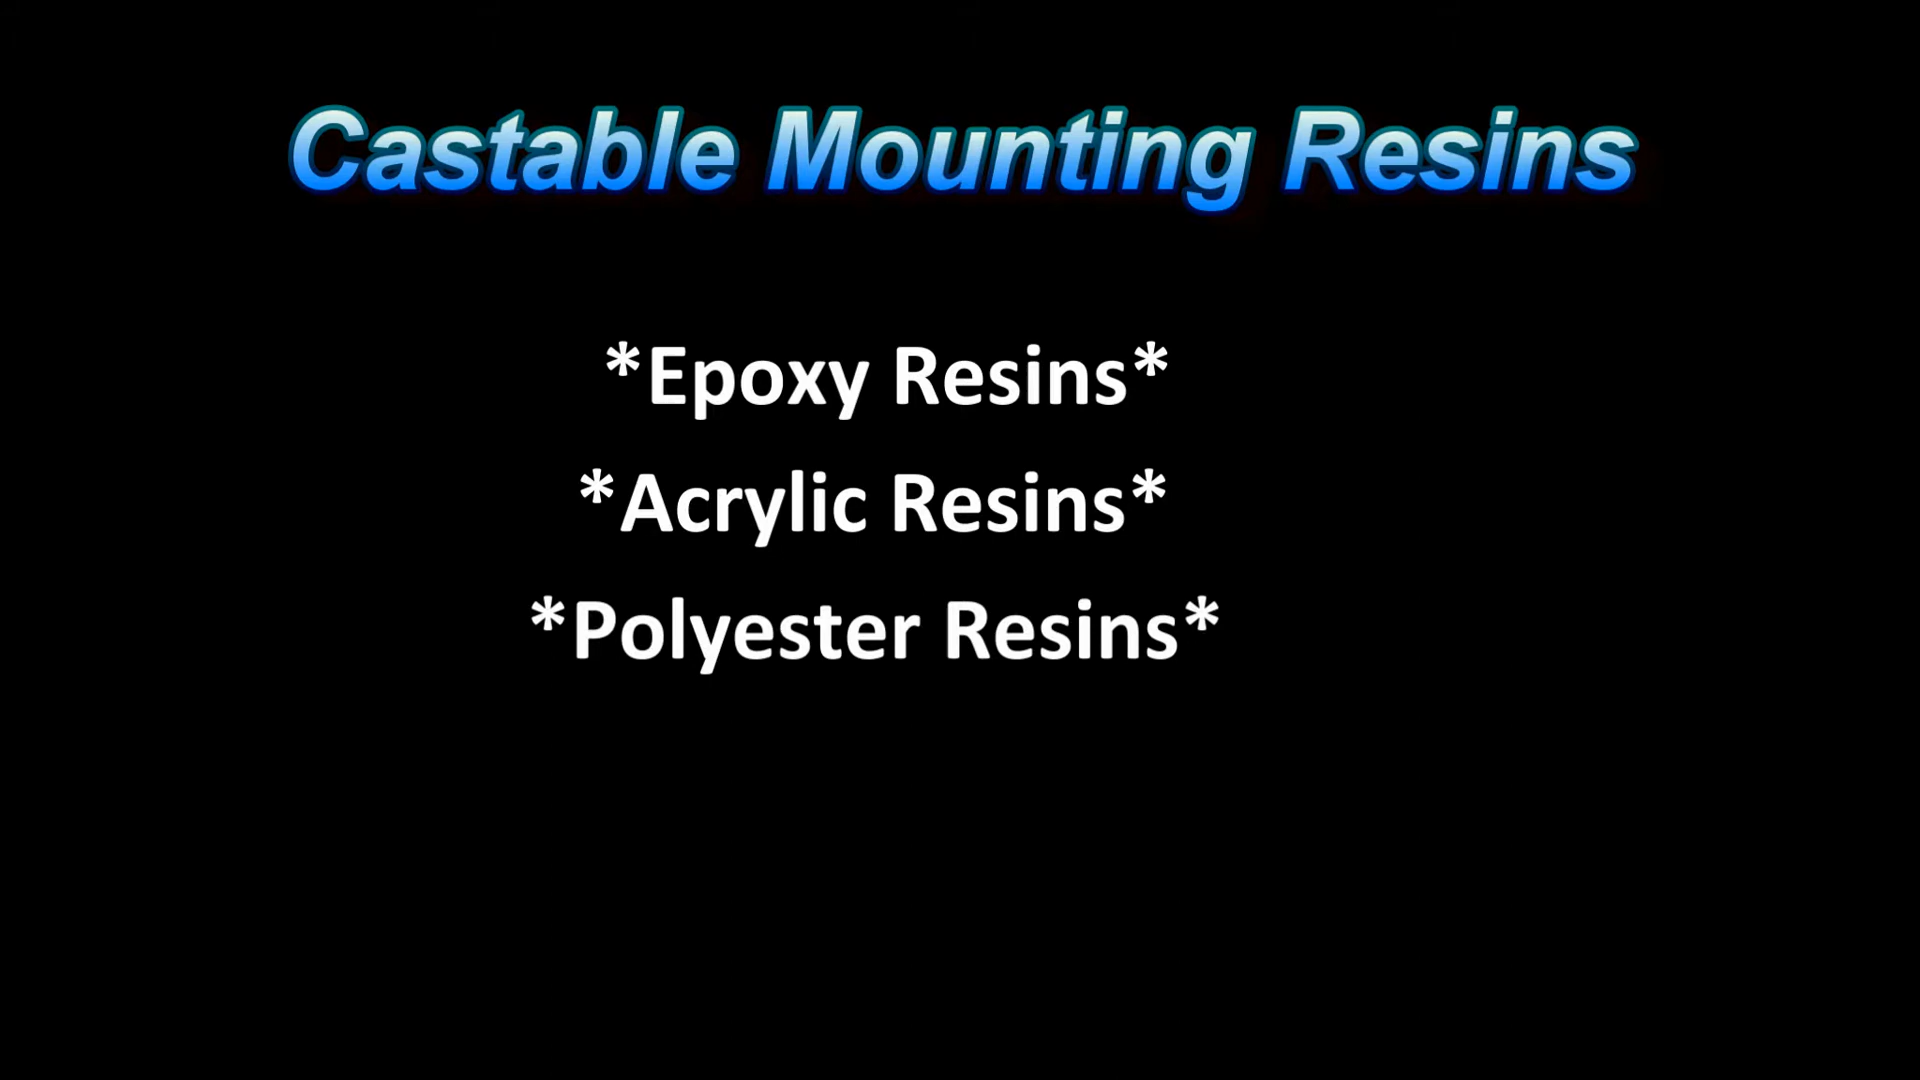 Castable Mounting Resins
*Epoxy Resins*
*Acrylic Resins*
*Polyester Resins*